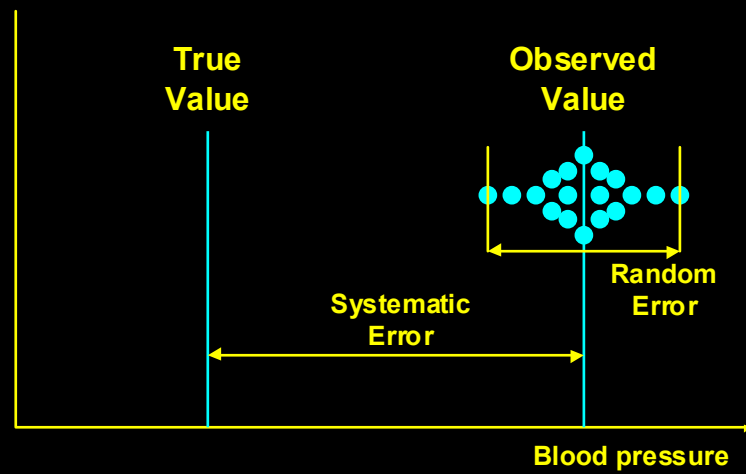 True
Value
Observed
Value
Random
Error
Systematic
Error
Blood pressure